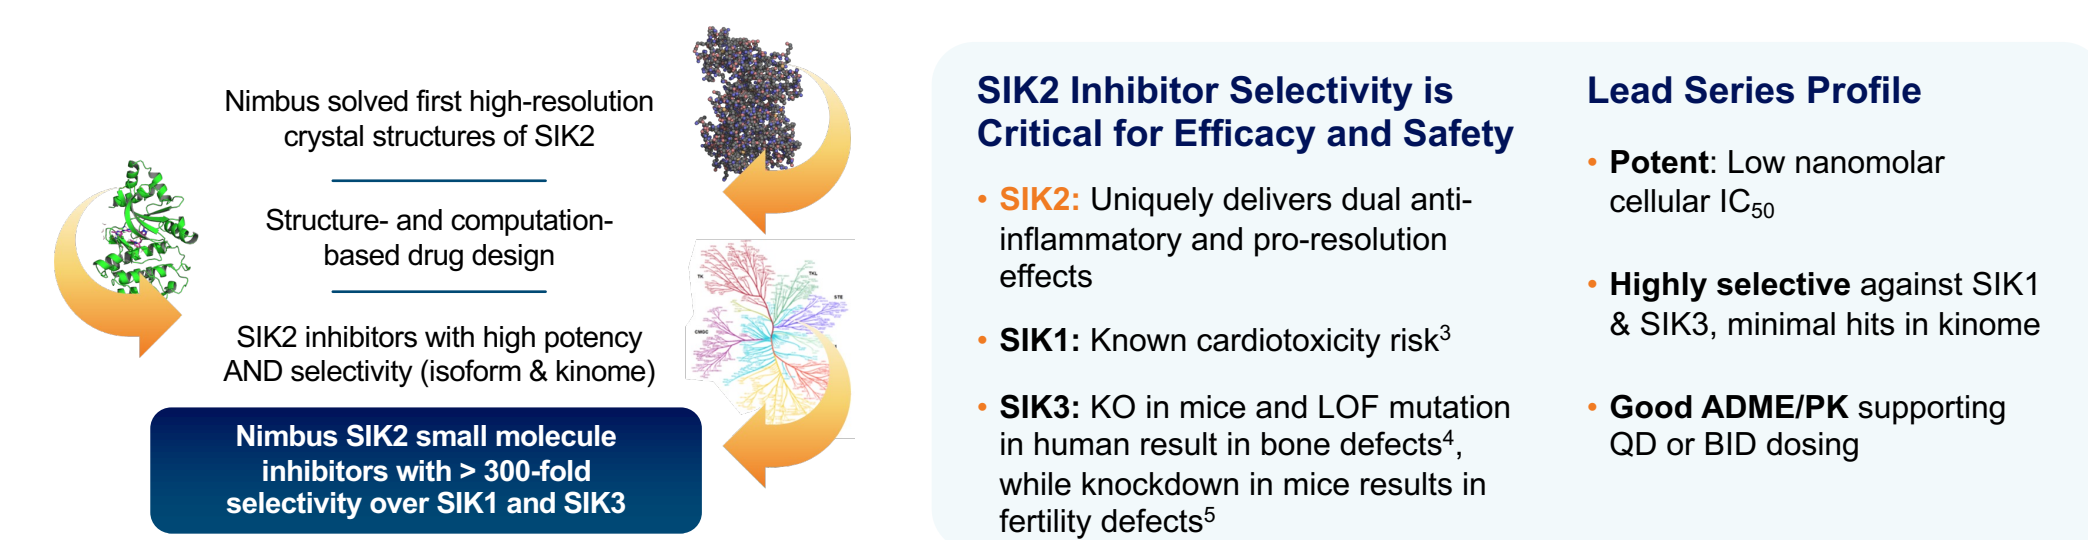 Nimbus solved first high-resolution
crystal structures of SIK2
Structure- and computation-
based drug design
SIK2 inhibitors with high potency
AND selectivity (isoform & kinome)
Nimbus SIK2 small molecule
inhibitors with > 300-fold
selectivity over SIK1 and SIK3
TK
TKL
STE
CMGC
SIK2 Inhibitor Selectivity is
Critical for Efficacy and Safety
• SIK2: Uniquely delivers dual anti-
inflammatory and pro-resolution
effects
• SIK1: Known cardiotoxicity risk³
• SIK3: KO in mice and LOF mutation
in human result in bone defects⁴,
while knockdown in mice results in
fertility defects⁵
Lead Series Profile
• Potent: Low nanomolar
cellular IC₅₀
• Highly selective against SIK1
& SIK3, minimal hits in kinome
• Good ADME/PK supporting
QD or BID dosing